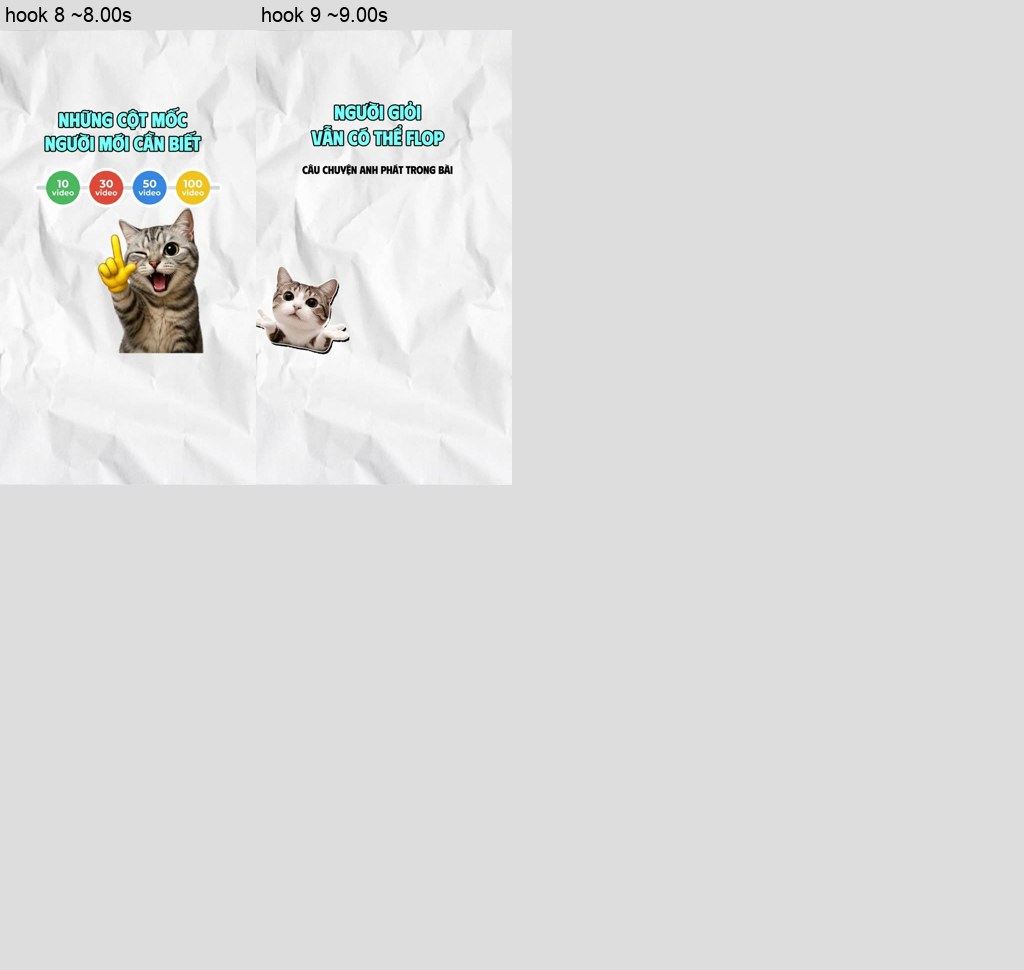 hook 8 ~8.00s
hook 9 ~9.00s
NHỮNG CỘT MỐC
NGƯỜI MỚI CẦN BIẾT
10 video
30 video
50 video
100 video
NGƯỜI GIỎI
VẪN CÓ THỂ FLOP
CÂU CHUYỆN ANH PHÁT TRONG BÀI